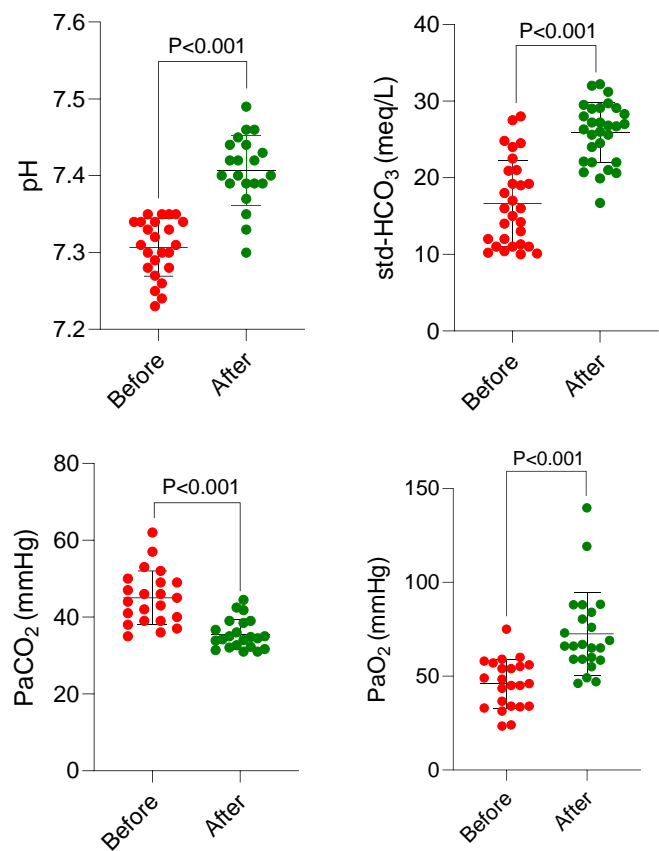 P<0.001
7.6
7.5
7.4
7.3
7.2
pH
Before
After
P<0.001
40
30
20
10
0
std-HCO3 (meq/L)
Before
After
P<0.001
80
60
40
20
0
PaCO2 (mmHg)
Before
After
P<0.001
150
100
50
0
PaO2 (mmHg)
Before
After